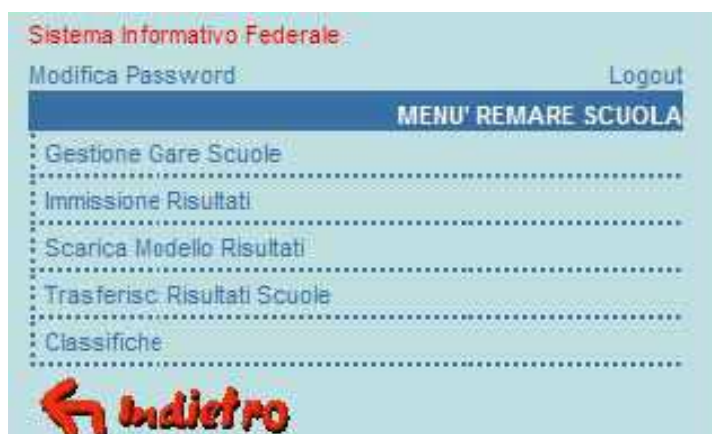 Sistema Informativo Federale
Modifica Password Logout
MENU' REMARE SCUOLA
Gestione Gare Scuole
Immissione Risultati
Scarica Modello Risultati
Trasferisc Risultati Scuole
Classifiche
Indietro